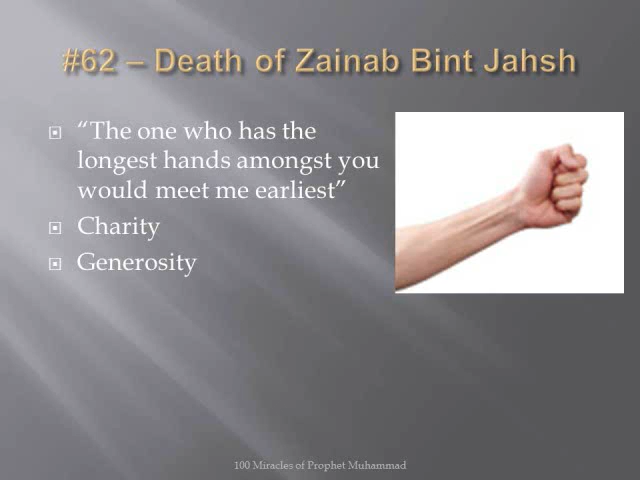 #62 – Death of Zainab Bint Jahsh
“The one who has the
longest hands amongst you
would meet me earliest”
Charity
Generosity
100 Miracles of Prophet Muhammad